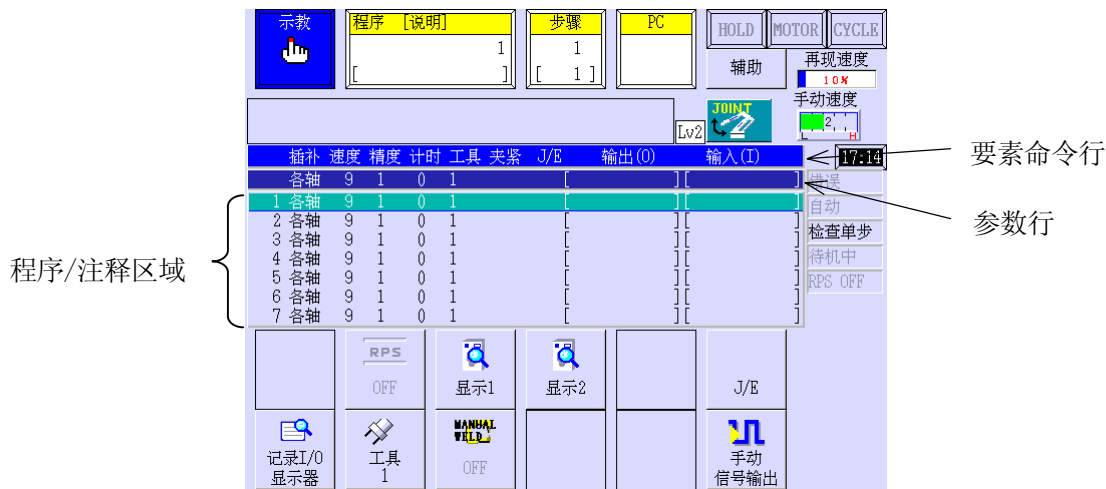 示教 程序 [说明] 步骤 PC HOLD MOTOR CYCLE
1 1
[ ] [ 1 ] 辅助 再现速度
10%
手动速度
JOINT
Lv2 2
L H
插补 速度 精度 计时 工具 夹紧 J/E 输出(O) 输入(I) 17:14 要素命令行
各轴 9 1 0 1 [ ][ ] 错误
1 各轴 9 1 0 1 [ ][ ] 自动
2 各轴 9 1 0 1 [ ][ ] 参数行
3 各轴 9 1 0 1 [ ][ ] 检查单步
4 各轴 9 1 0 1 [ ][ ] 待机中
程序/注释区域
5 各轴 9 1 0 1 [ ][ ] RPS OFF
6 各轴 9 1 0 1 [ ][ ]
7 各轴 9 1 0 1 [ ][ ]
RPS
OFF 显示1 显示2 J/E
MANUAL
WELD
记录I/O 工具 OFF 手动
显示器 1 信号输出